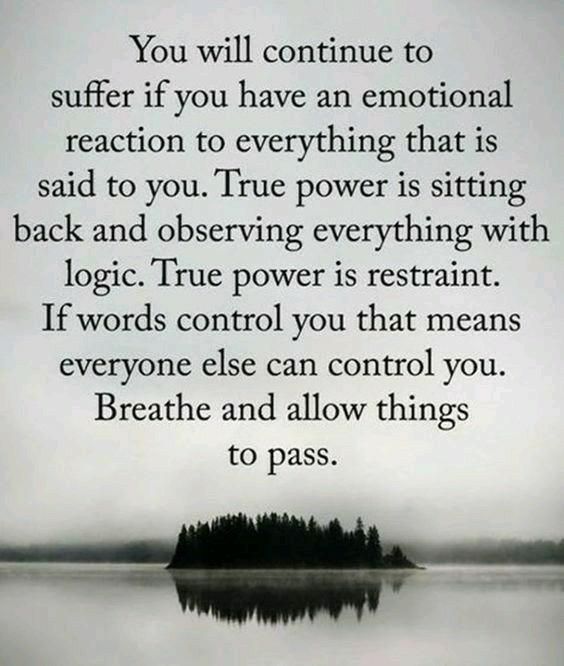 You will continue to
suffer if you have an emotional
reaction to everything that is
said to you. True power is sitting
back and observing everything with
logic. True power is restraint.
If words control you that means
everyone else can control you.
Breathe and allow things
to pass.